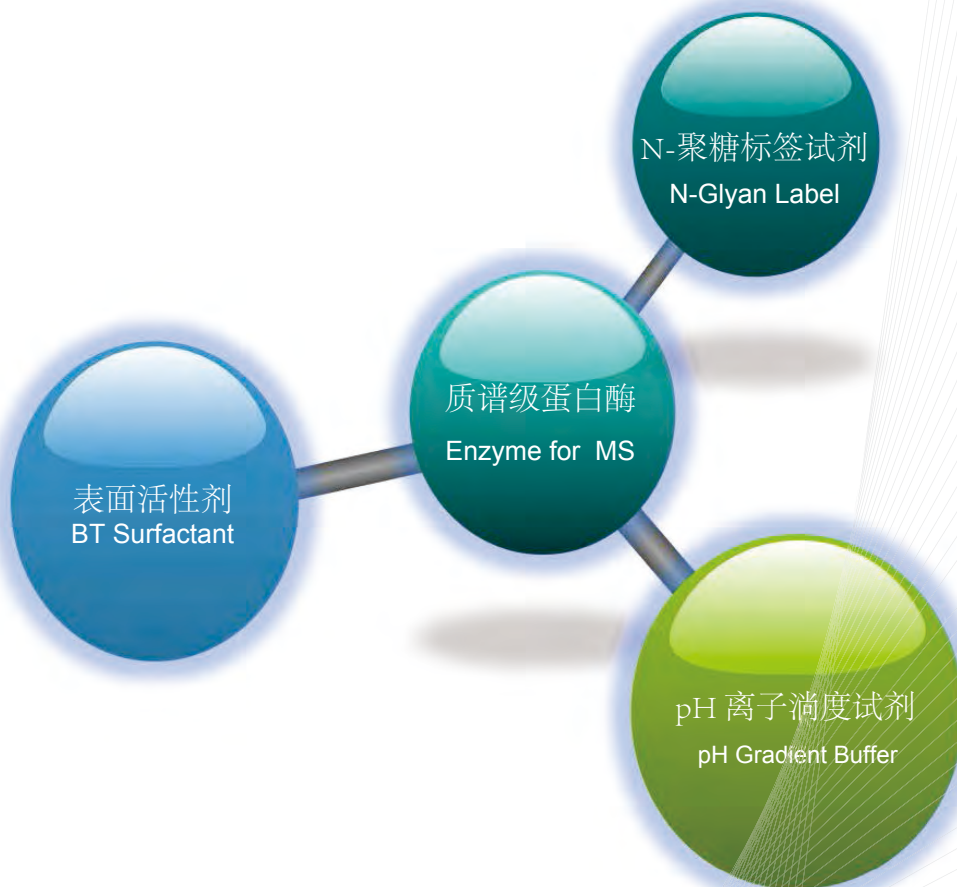 N-聚糖标签试剂
N-Glyan Label
质谱级蛋白酶
Enzyme for MS
表面活性剂
BT Surfactant
pH 离子淌度试剂
pH Gradient Buffer